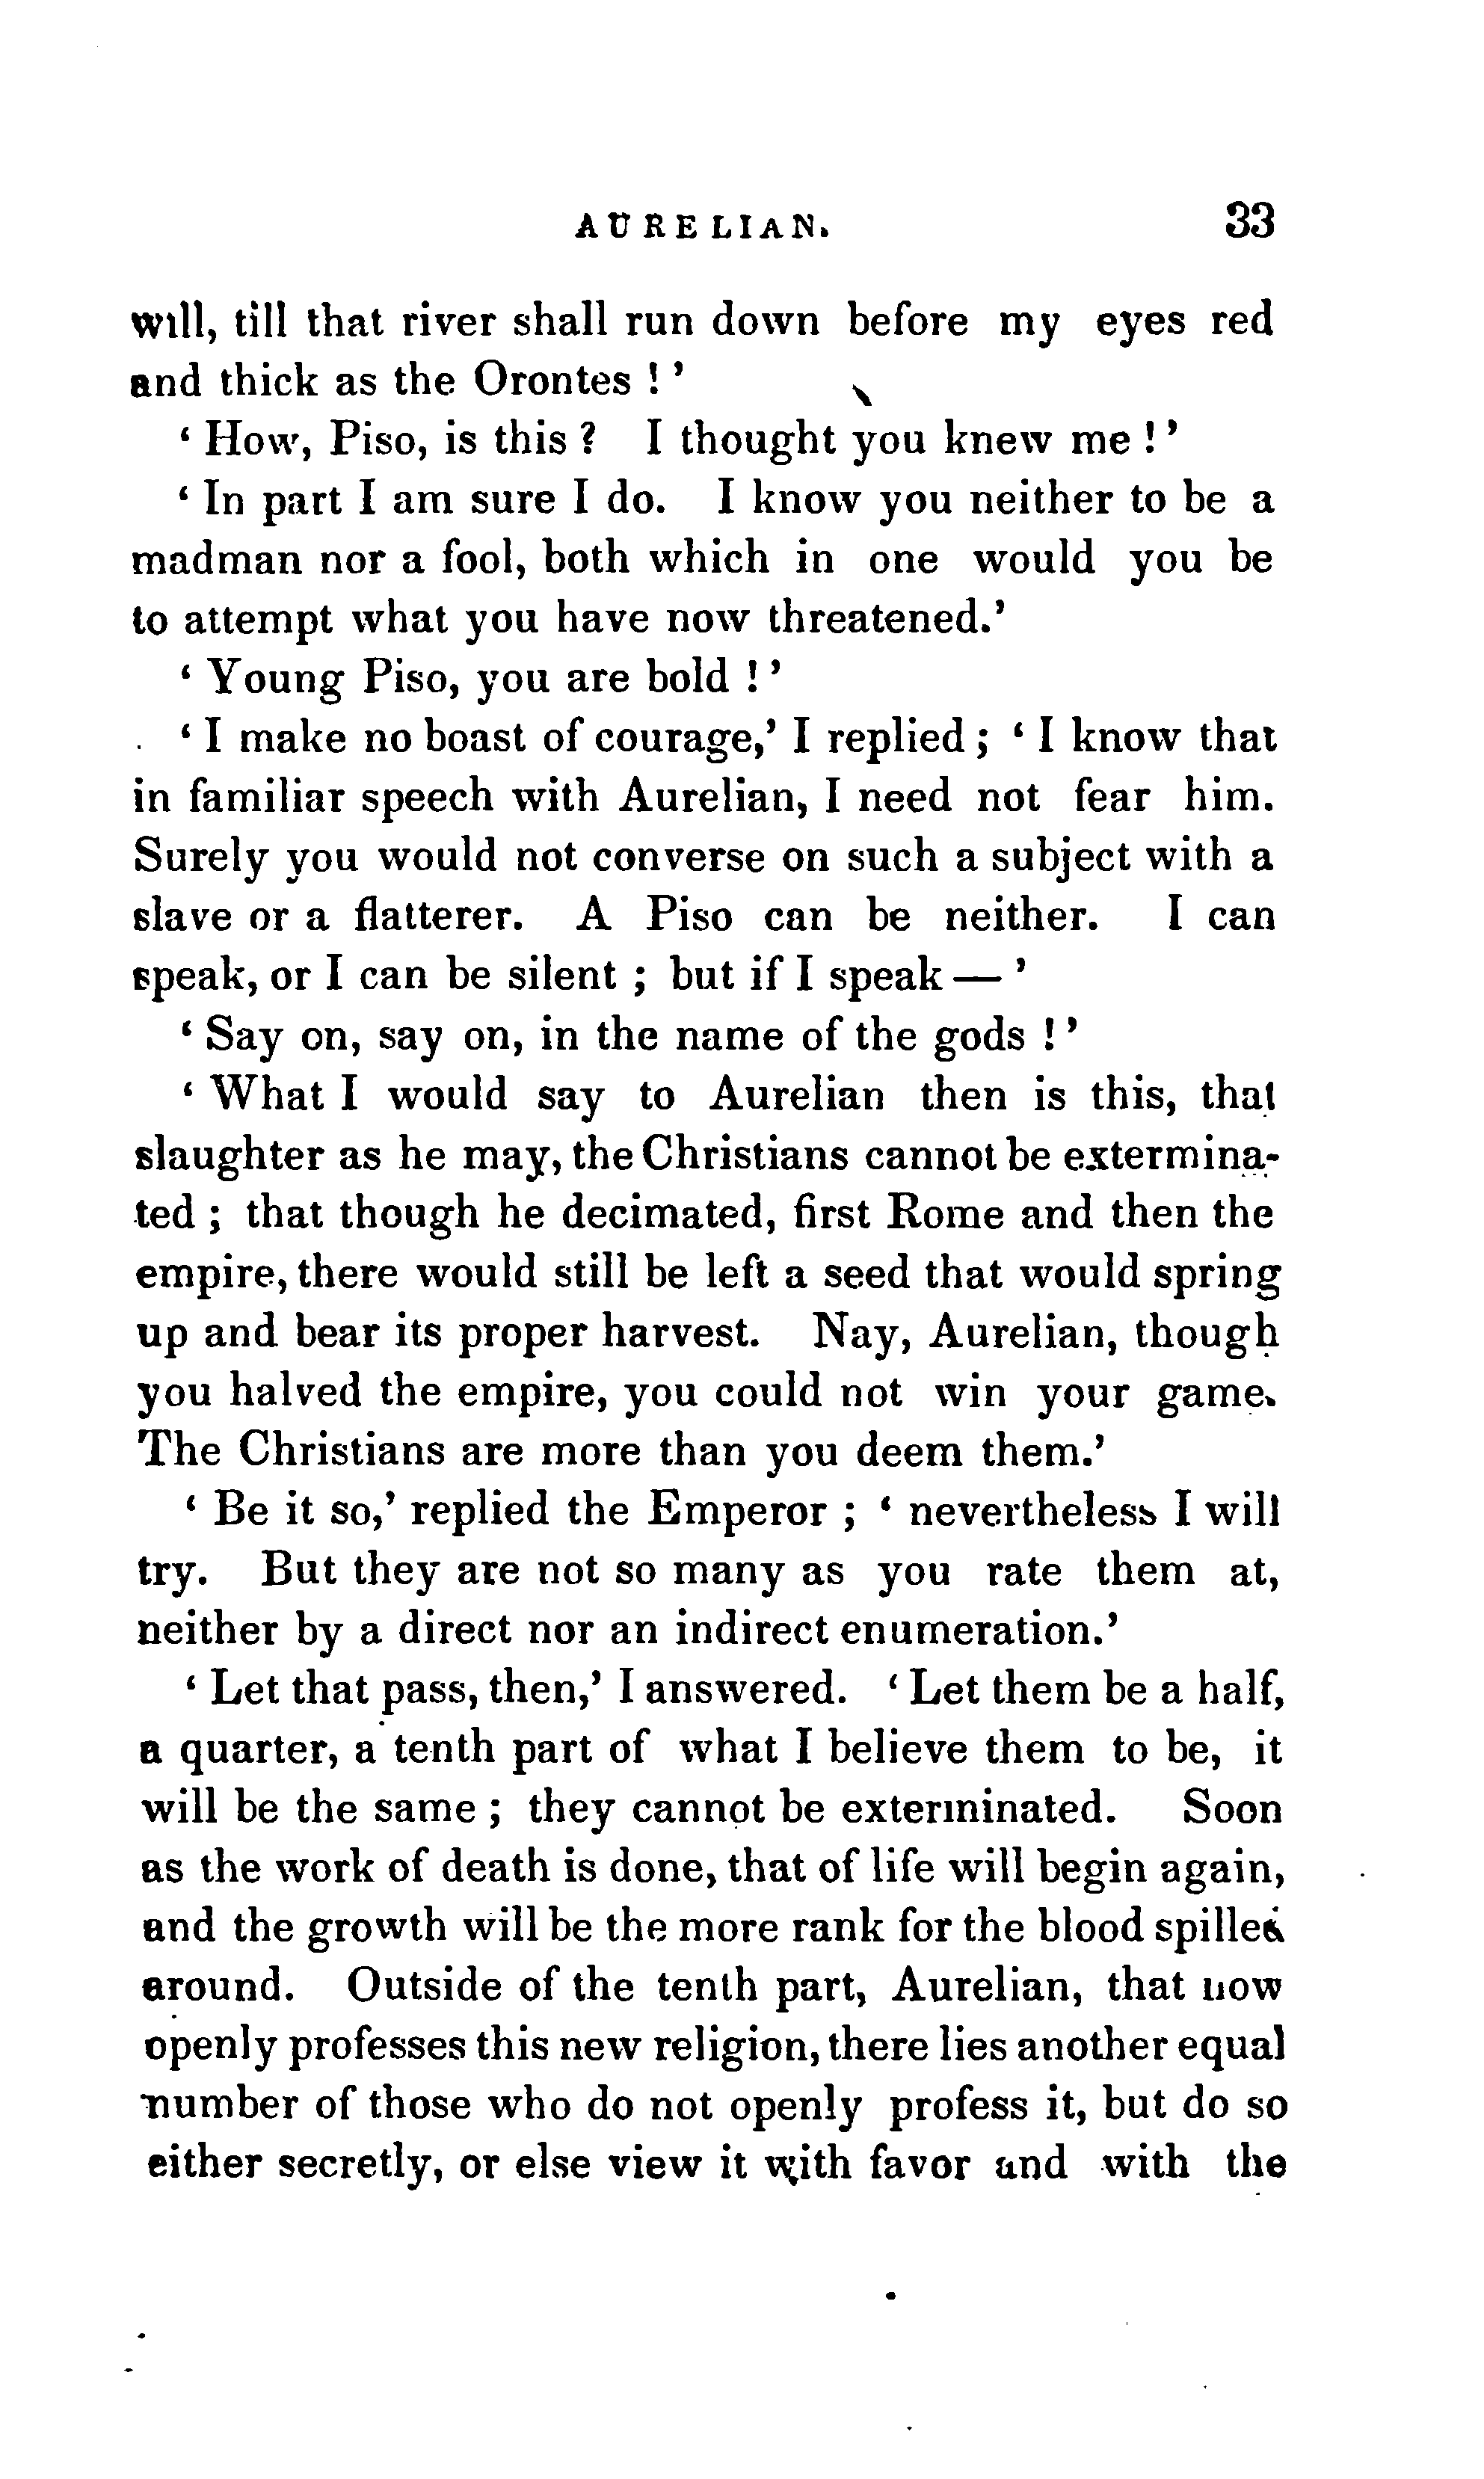 AURELIAN. 33
will, till that river shall run down before my eyes red
and thick as the Orontes ! '
' How, Piso, is this ? I thought you knew me ! '
' In part I am sure I do. I know you neither to be a
madman nor a fool, both which in one would you be
to attempt what you have now threatened.'
' Young Piso, you are bold ! '
' I make no boast of courage,' I replied ; ' I know that
in familiar speech with Aurelian, I need not fear him.
Surely you would not converse on such a subject with a
slave or a flatterer. A Piso can be neither. I can
speak, or I can be silent ; but if I speak — '
' Say on, say on, in the name of the gods ! '
' What I would say to Aurelian then is this, that
slaughter as he may, the Christians cannot be extermina-
ted ; that though he decimated, first Rome and then the
empire, there would still be left a seed that would spring
up and bear its proper harvest. Nay, Aurelian, though
you halved the empire, you could not win your game.
The Christians are more than you deem them.'
' Be it so,' replied the Emperor ; ' nevertheless I will
try. But they are not so many as you rate them at,
neither by a direct nor an indirect enumeration.'
' Let that pass, then,' I answered. ' Let them be a half,
a quarter, a tenth part of what I believe them to be, it
will be the same ; they cannot be exterminated. Soon
as the work of death is done, that of life will begin again,
and the growth will be the more rank for the blood spilled
around. Outside of the tenth part, Aurelian, that now
openly professes this new religion, there lies another equal
number of those who do not openly profess it, but do so
either secretly, or else view it with favor and with the